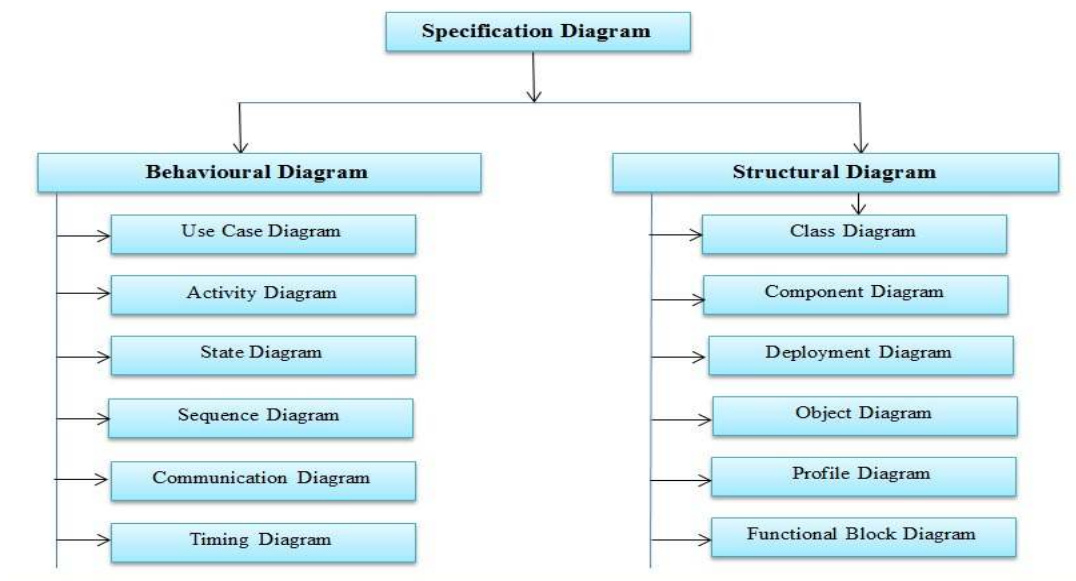 Specification Diagram
Behavioural Diagram
Use Case Diagram
Activity Diagram
State Diagram
Sequence Diagram
Communication Diagram
Timing Diagram
Structural Diagram
Class Diagram
Component Diagram
Deployment Diagram
Object Diagram
Profile Diagram
Functional Block Diagram